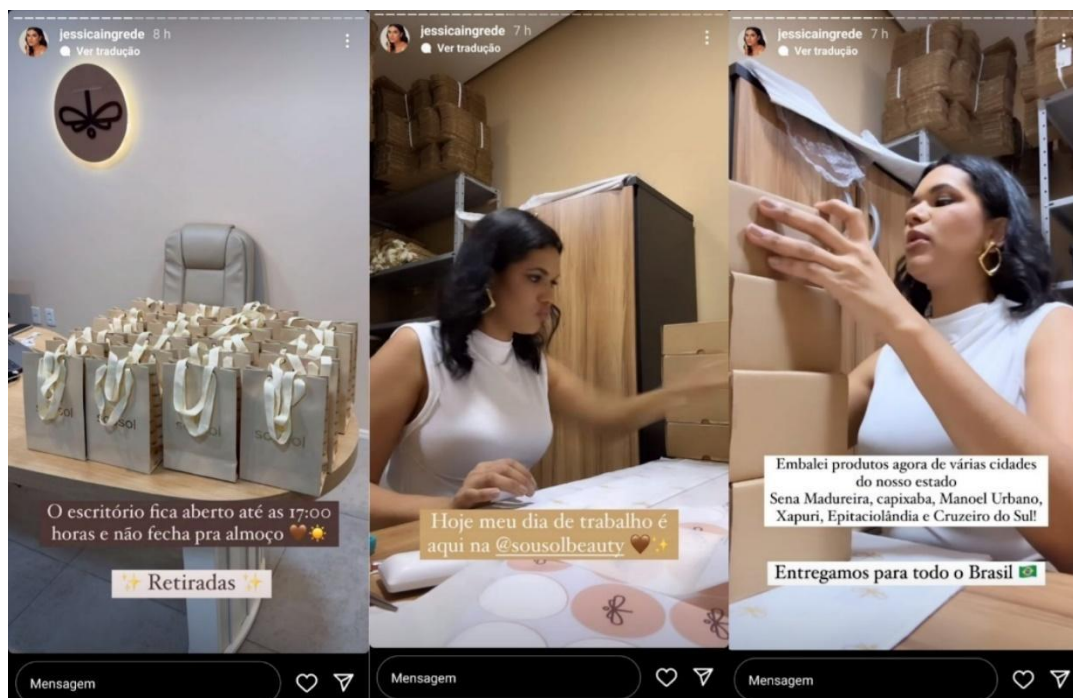 jessicaingrede 8 h
Ver tradução
sousol
O escritório fica aberto até as 17:00
horas e não fecha pra almoço 🤎☀️
✨ Retiradas ✨
Mensagem
jessicaingrede 7 h
Ver tradução
Hoje meu dia de trabalho é
aqui na @sousolbeauty 🤎✨
Mensagem
jessicaingrede 7 h
Ver tradução
Embalei produtos agora de várias cidades
do nosso estado
Sena Madureira, capixaba, Manoel Urbano,
Xapuri, Epitaciolândia e Cruzeiro do Sul!
Entregamos para todo o Brasil 🇧🇷
Mensagem